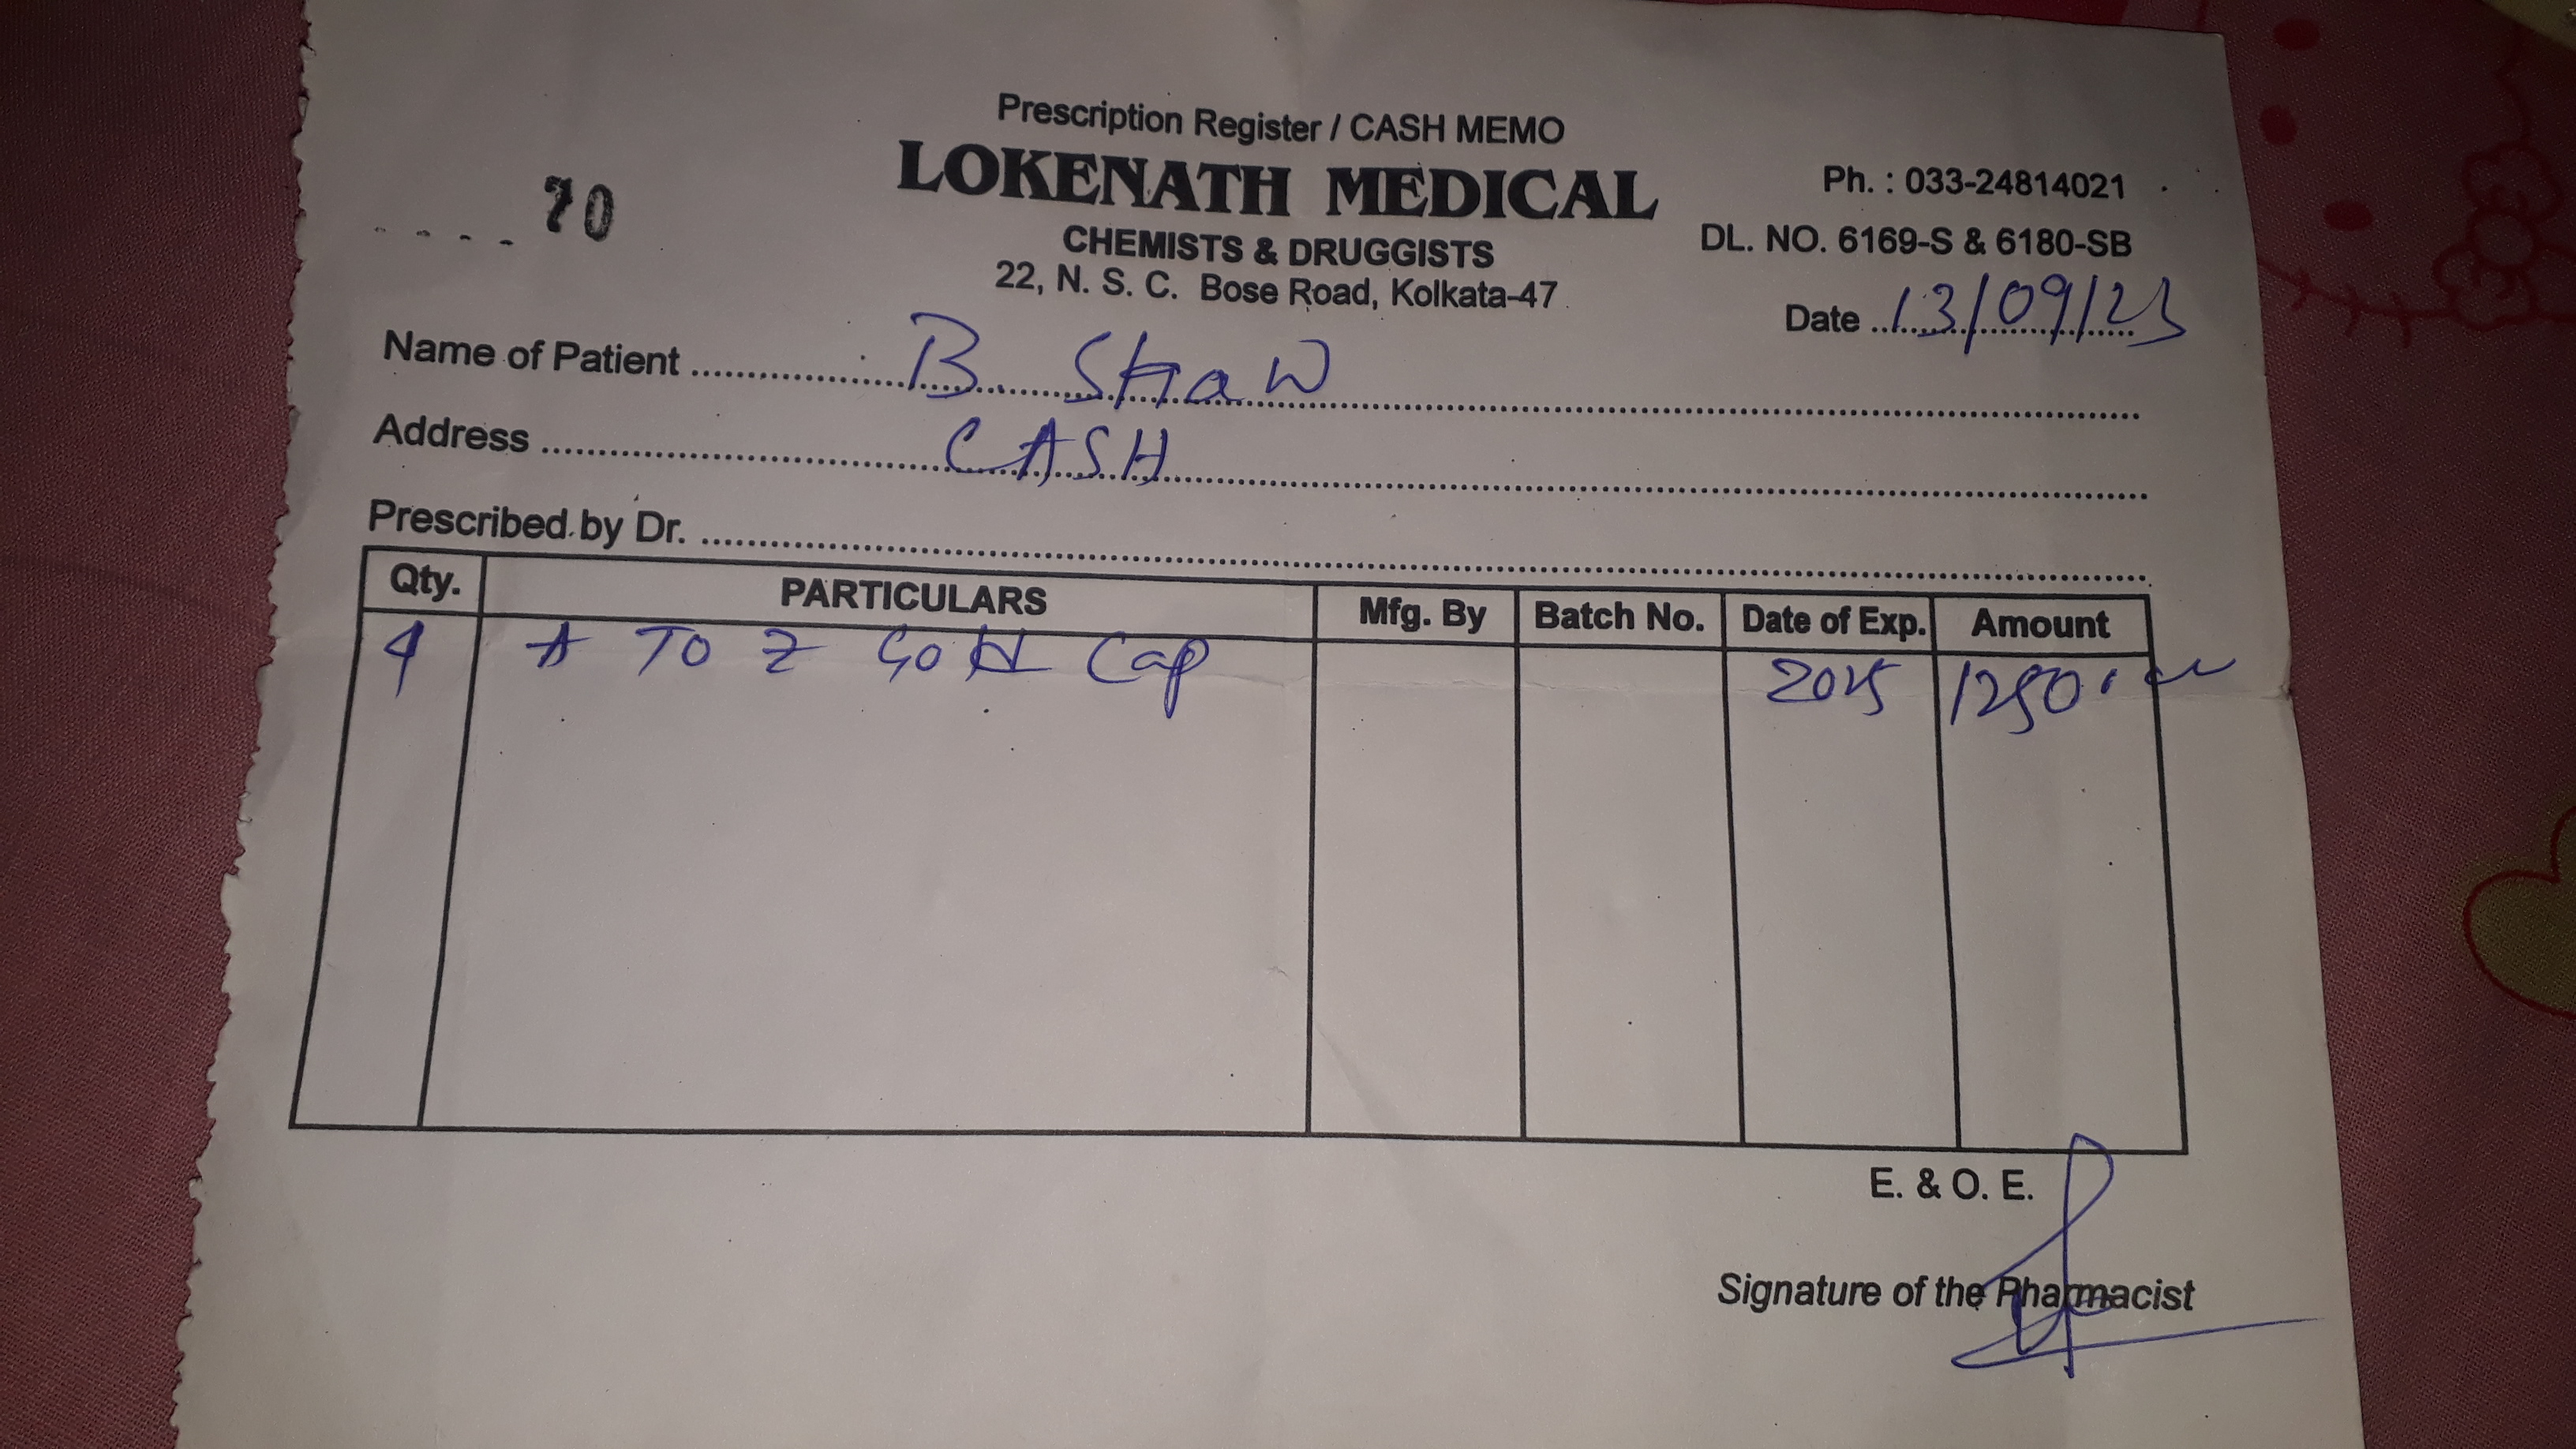 Prescription Register / CASH MEMO
LOKENATH MEDICAL
CHEMISTS & DRUGGISTS
22, N. S. C. Bose Road, Kolkata-47
70
Ph. : 033-24814021
DL. NO. 6169-S & 6180-SB
Date 13/09/23
Name of Patient B. Shaw
Address CASH
Prescribed by Dr.
Qty. PARTICULARS Mfg. By Batch No. Date of Exp. Amount
4 A TO Z Gold Cap 2025 1250
E. & O. E.
Signature of the Pharmacist